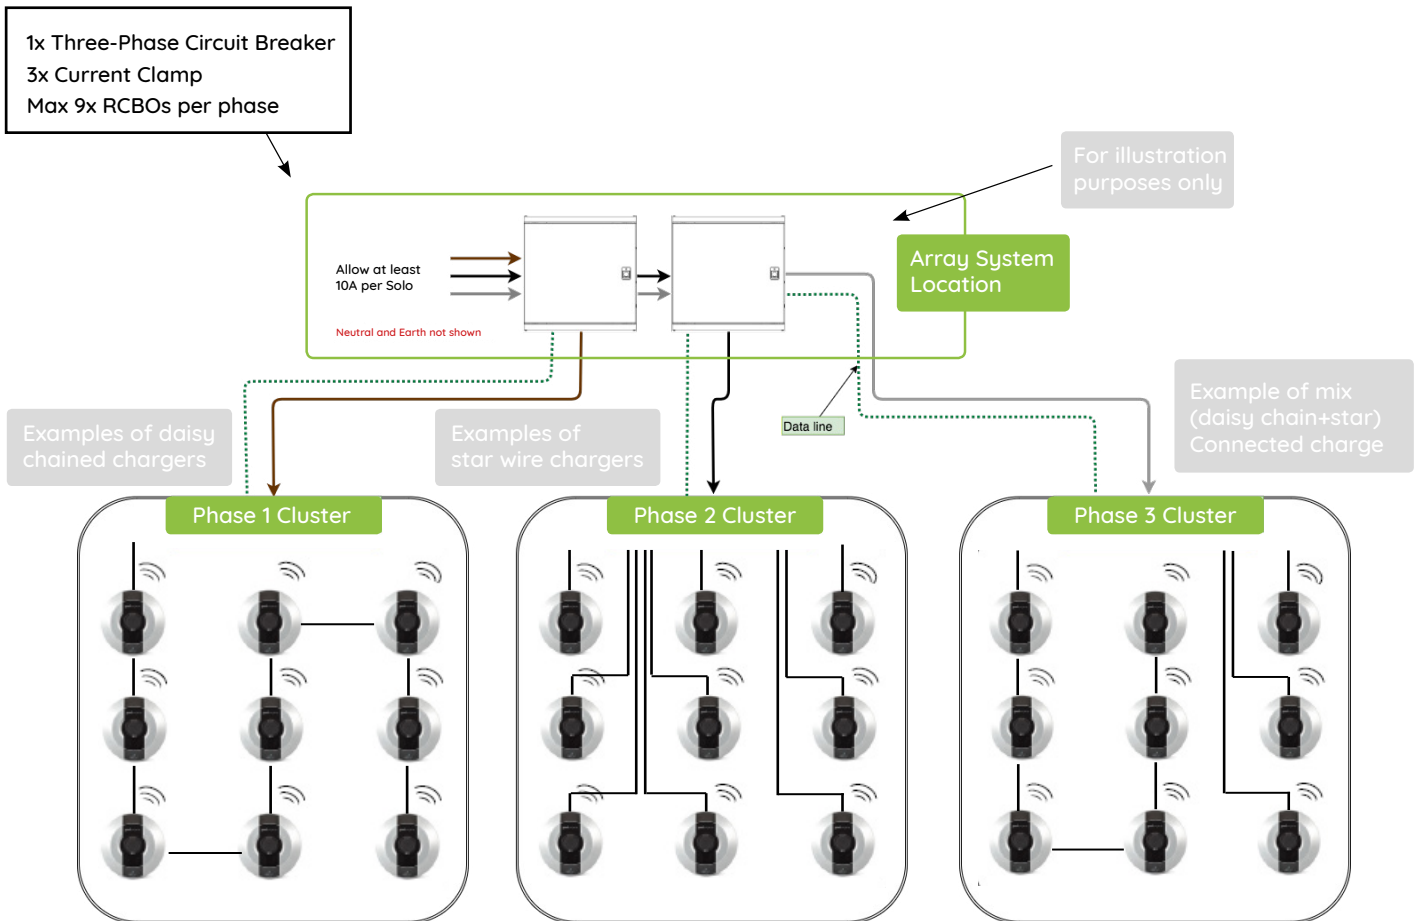 1x Three-Phase Circuit Breaker
3x Current Clamp
Max 9x RCBOs per phase
For illustration
purposes only
Array System
Location
Allow at least
10A per Solo
Neutral and Earth not shown
Example of mix
(daisy chain+star)
Connected charge
Examples of daisy
chained chargers
Examples of
star wire chargers
Data line
Phase 1 Cluster
Phase 2 Cluster
Phase 3 Cluster